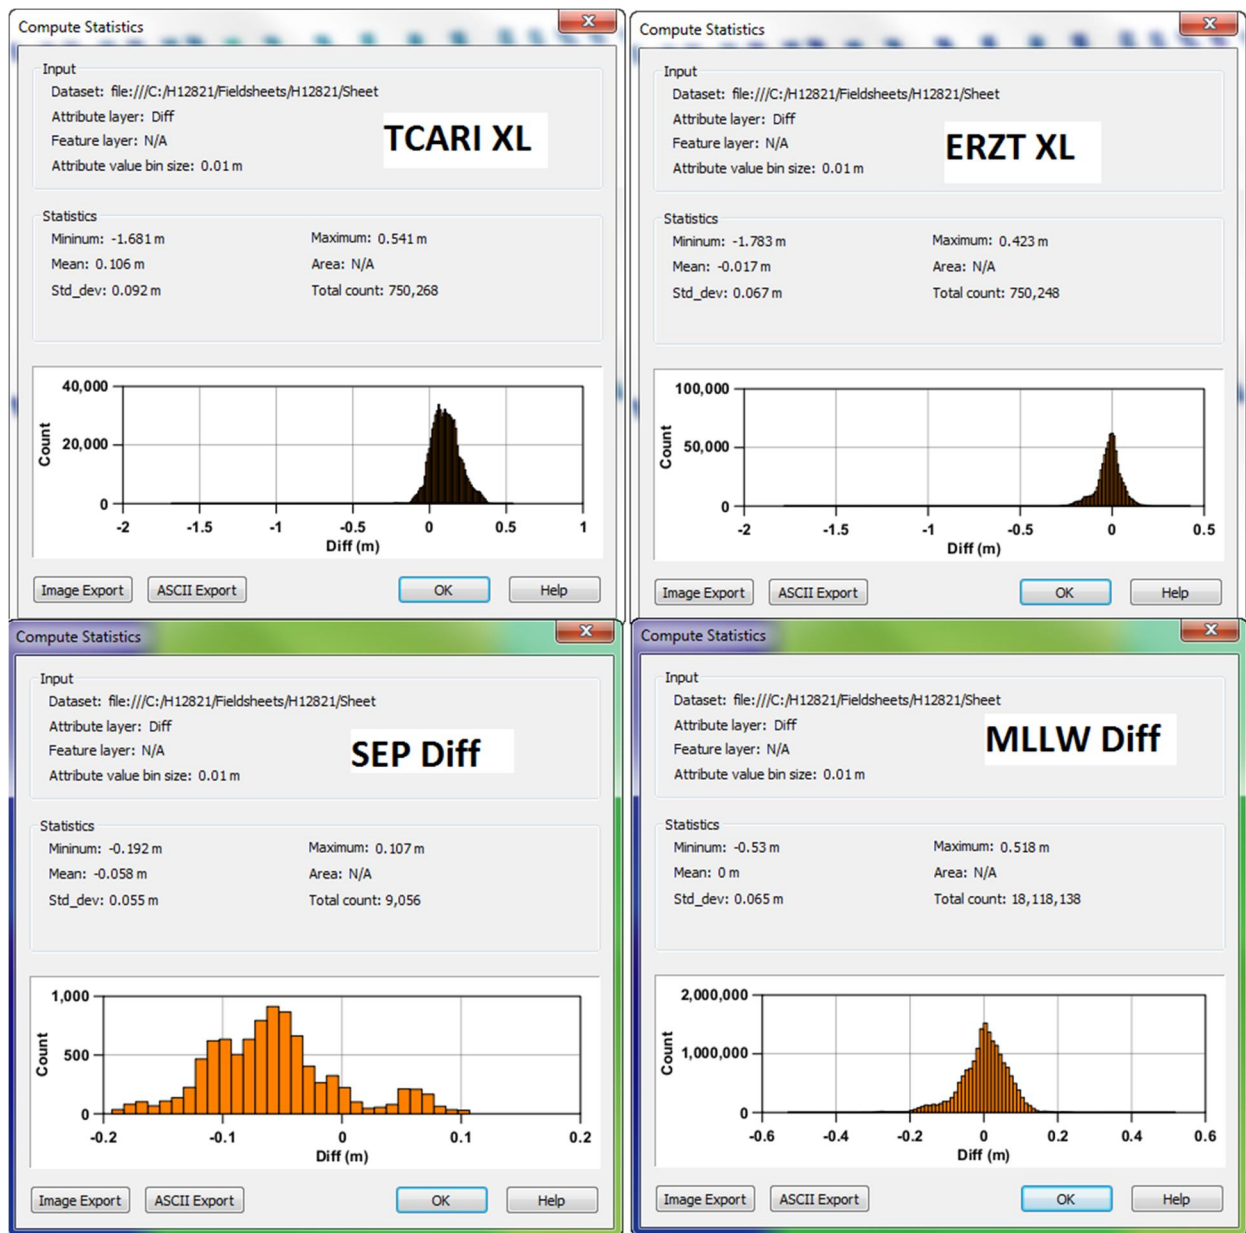 Compute Statistics
Input
Dataset: file:///C:/H12821/Fieldsheets/H12821/Sheet
Attribute layer: Diff
Feature layer: N/A
Attribute value bin size: 0.01 m
TCARI XL
Statistics
Mininum: -1.681 m Maximum: 0.541 m
Mean: 0.106 m Area: N/A
Std_dev: 0.092 m Total count: 750,268
40,000
20,000
0
Count
-2 -1.5 -1 -0.5 0 0.5 1
Diff (m)
Image Export ASCII Export OK Help
Compute Statistics
Input
Dataset: file:///C:/H12821/Fieldsheets/H12821/Sheet
Attribute layer: Diff
Feature layer: N/A
Attribute value bin size: 0.01 m
ERZT XL
Statistics
Mininum: -1.783 m Maximum: 0.423 m
Mean: -0.017 m Area: N/A
Std_dev: 0.067 m Total count: 750,248
100,000
50,000
0
Count
-2 -1.5 -1 -0.5 0 0.5
Diff (m)
Image Export ASCII Export OK Help
Compute Statistics
Input
Dataset: file:///C:/H12821/Fieldsheets/H12821/Sheet
Attribute layer: Diff
Feature layer: N/A
Attribute value bin size: 0.01 m
SEP Diff
Statistics
Mininum: -0.192 m Maximum: 0.107 m
Mean: -0.058 m Area: N/A
Std_dev: 0.055 m Total count: 9,056
1,000
500
0
Count
-0.2 -0.1 0 0.1 0.2
Diff (m)
Image Export ASCII Export OK Help
Compute Statistics
Input
Dataset: file:///C:/H12821/Fieldsheets/H12821/Sheet
Attribute layer: Diff
Feature layer: N/A
Attribute value bin size: 0.01 m
MLLW Diff
Statistics
Mininum: -0.53 m Maximum: 0.518 m
Mean: 0 m Area: N/A
Std_dev: 0.065 m Total count: 18,118,138
2,000,000
1,000,000
0
Count
-0.6 -0.4 -0.2 0 0.2 0.4 0.6
Diff (m)
Image Export ASCII Export OK Help